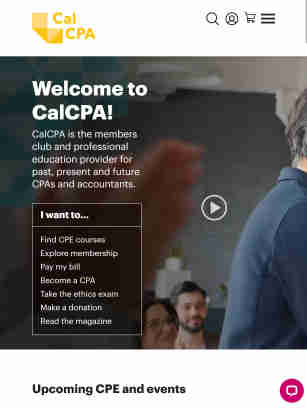 Cal
CPA
Welcome to
CalCPA!
CalCPA is the members
club and professional
education provider for
past, present and future
CPAs and accountants.
I want to...
Find CPE courses
Explore membership
Pay my bill
Become a CPA
Take the ethics exam
Make a donation
Read the magazine
Upcoming CPE and events